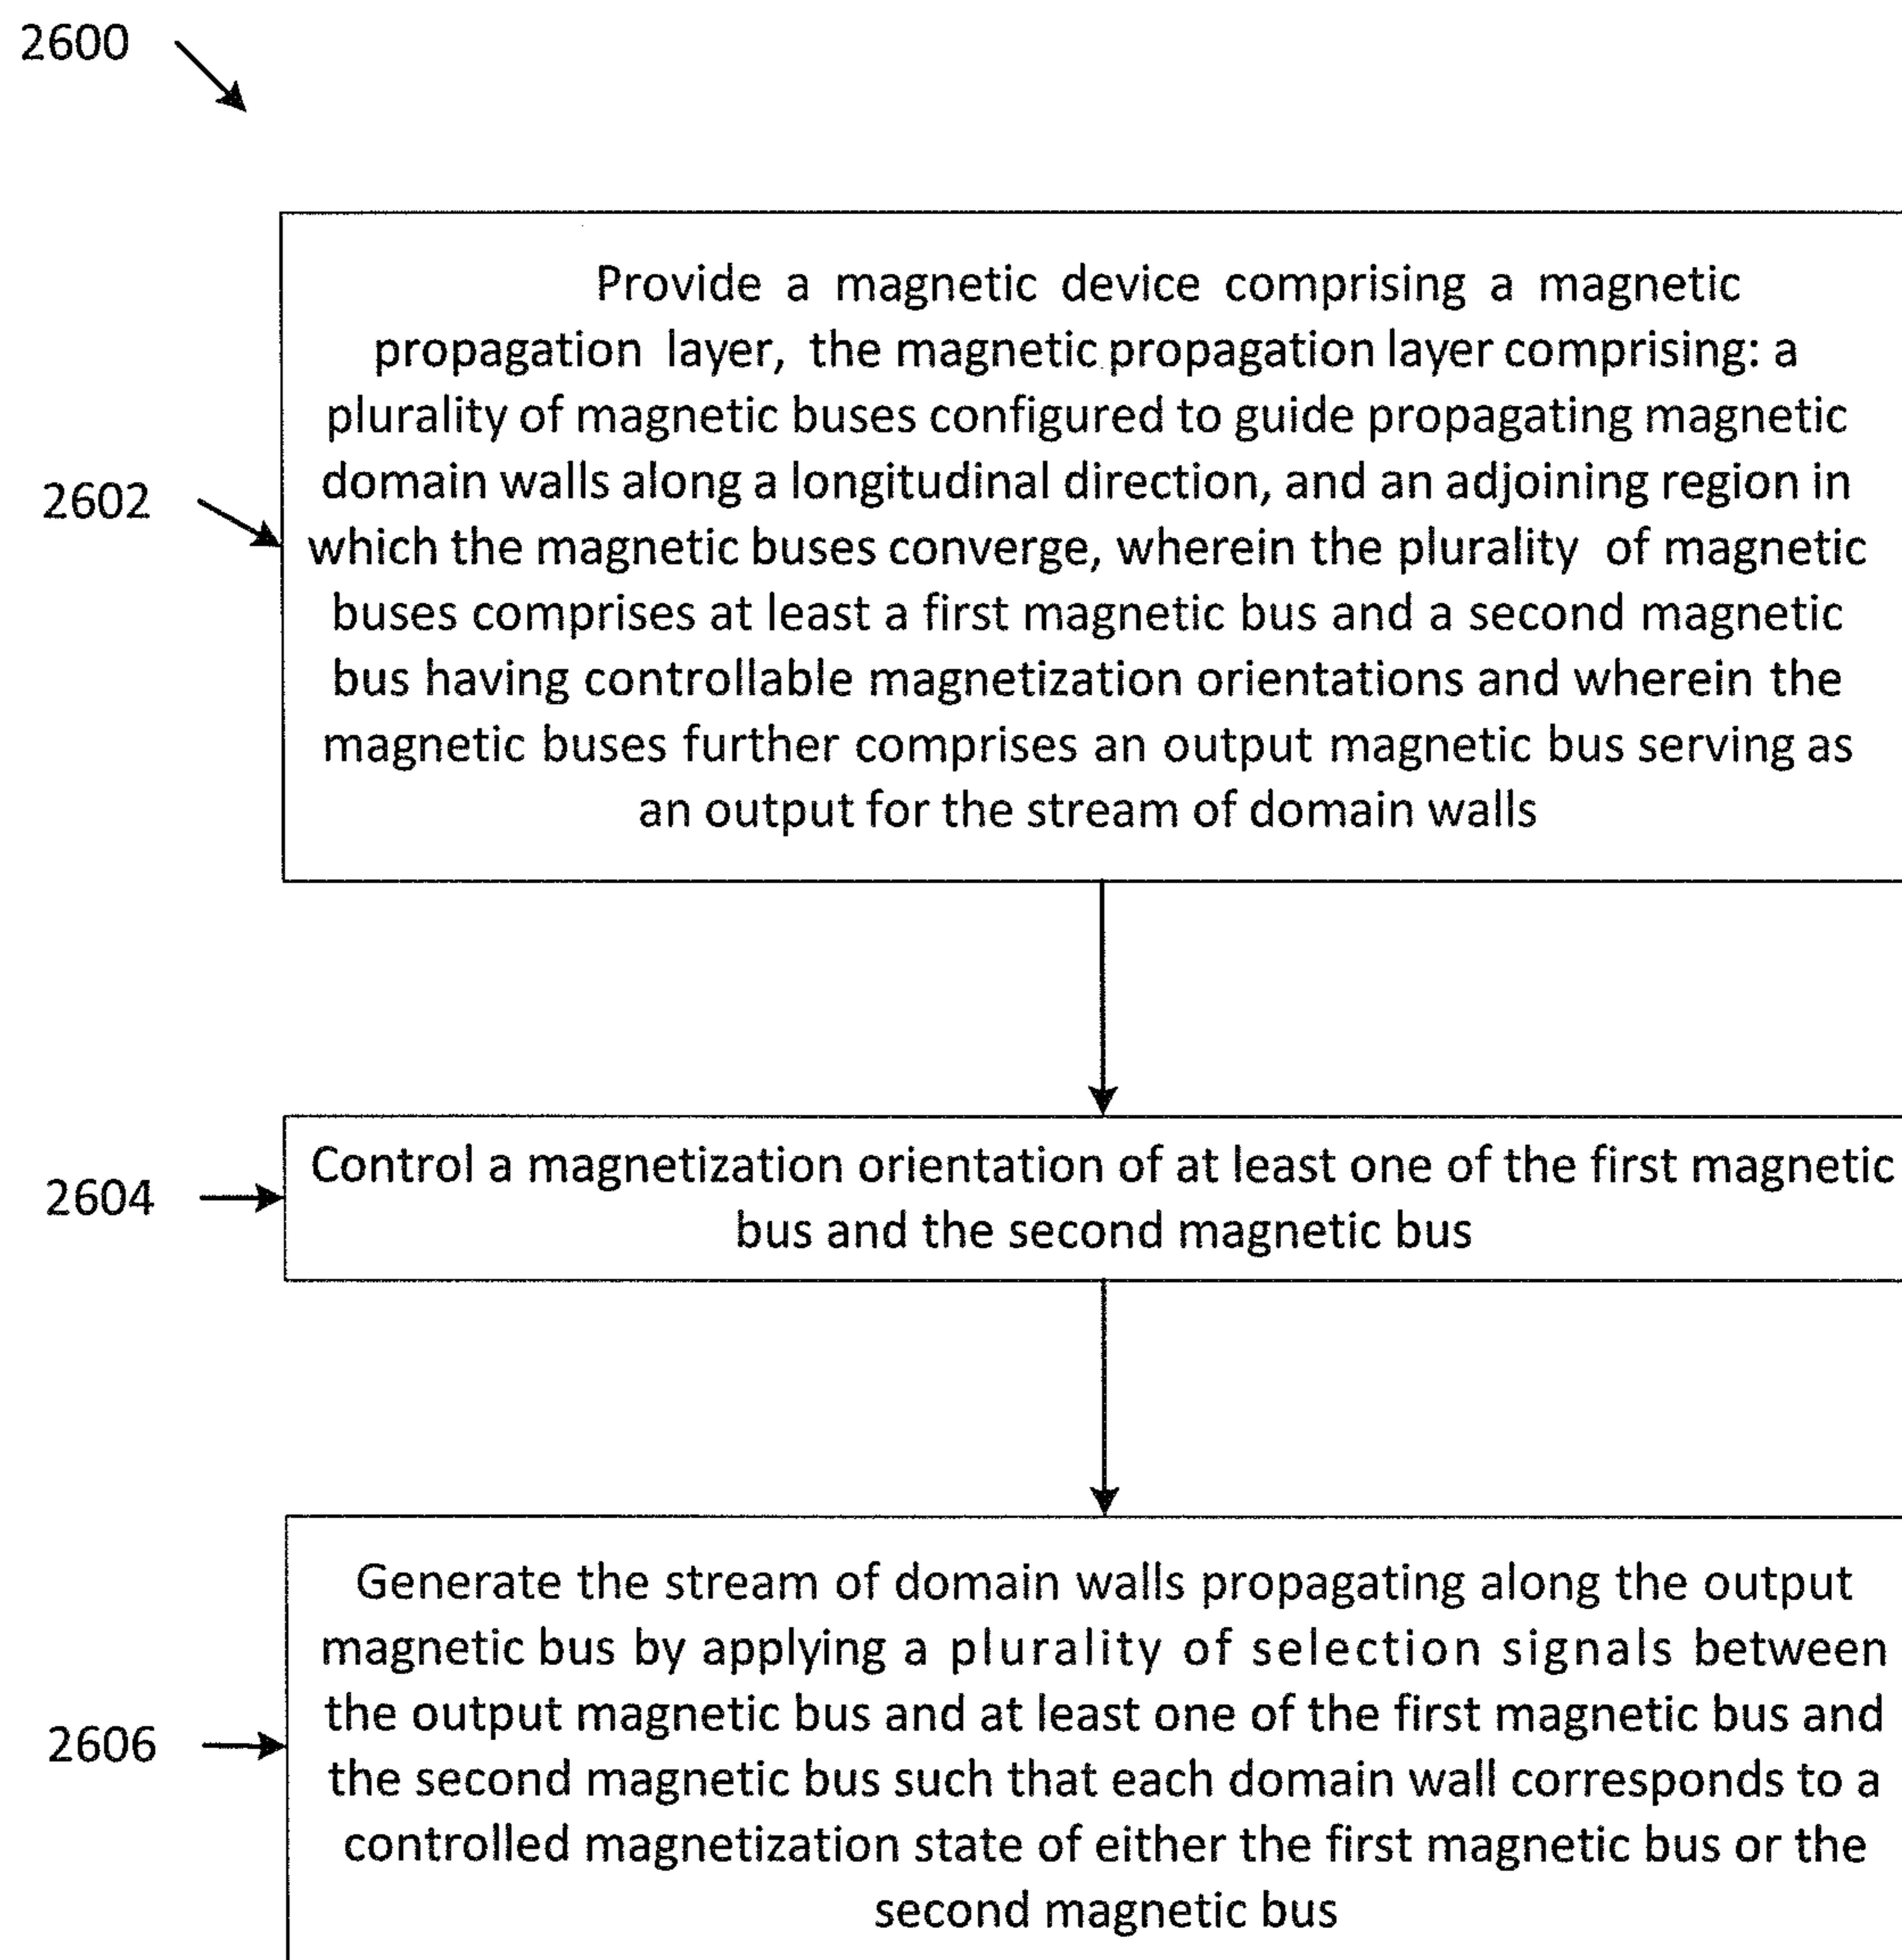 2600
Provide a magnetic device comprising a magnetic
propagation layer, the magnetic propagation layer comprising: a
plurality of magnetic buses configured to guide propagating magnetic
domain walls along a longitudinal direction, and an adjoining region in
2602
which the magnetic buses converge, wherein the plurality of magnetic
buses comprises at least a first magnetic bus and a second magnetic
bus having controllable magnetization orientations and wherein the
magnetic buses further comprises an output magnetic bus serving as
an output for the stream of domain walls
Control a magnetization orientation of at least one of the first magnetic
2604
bus and the second magnetic bus
Generate the stream of domain walls propagating along the output
magnetic bus by applying a plurality of selection signals between
the output magnetic bus and at least one of the first magnetic bus and
2606
the second magnetic bus such that each domain wall corresponds to a
controlled magnetization state of either the first magnetic bus or the
second magnetic bus